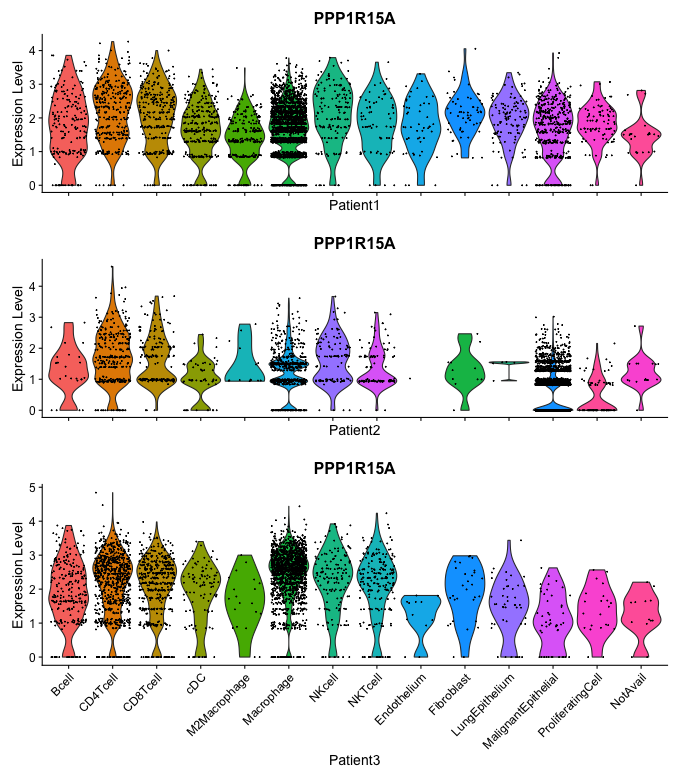 PPP1R15A
Expression Level
4
3
2
1
0
Patient1
PPP1R15A
Expression Level
4
3
2
1
0
Patient2
PPP1R15A
Expression Level
5
4
3
2
1
0
Bcell
CD4Tcell
CD8Tcell
cDC
M2Macrophage
Macrophage
NKcell
NKTcell
Endothelium
Fibroblast
LungEpithelium
MalignantEpithelial
ProliferatingCell
NotAvail
Patient3